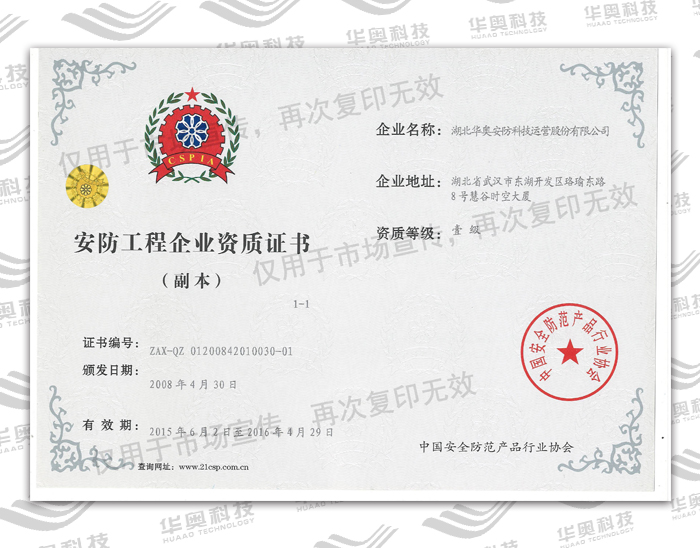 CSPIA
安防工程企业资质证书
(副本)
1-1
证书编号: ZAX-QZ 01200842010030-01
颁发日期: 2008年4月30日
有效期: 2015年6月2日至2016年4月29日
查询网址: www.21csp.com.cn
企业名称: 湖北华奥安防科技运营股份有限公司
企业地址: 湖北省武汉市东湖开发区珞瑜东路
8号慧谷时空大厦
资质等级: 壹级
中国安全防范产品行业协会
中国安全防范产品行业协会
仅用于市场宣传，再次复印无效
仅用于市场宣传，再次复印无效
仅用于市场宣传，再次复印无效
华奥科技
HUAAO TECHNOLOGY